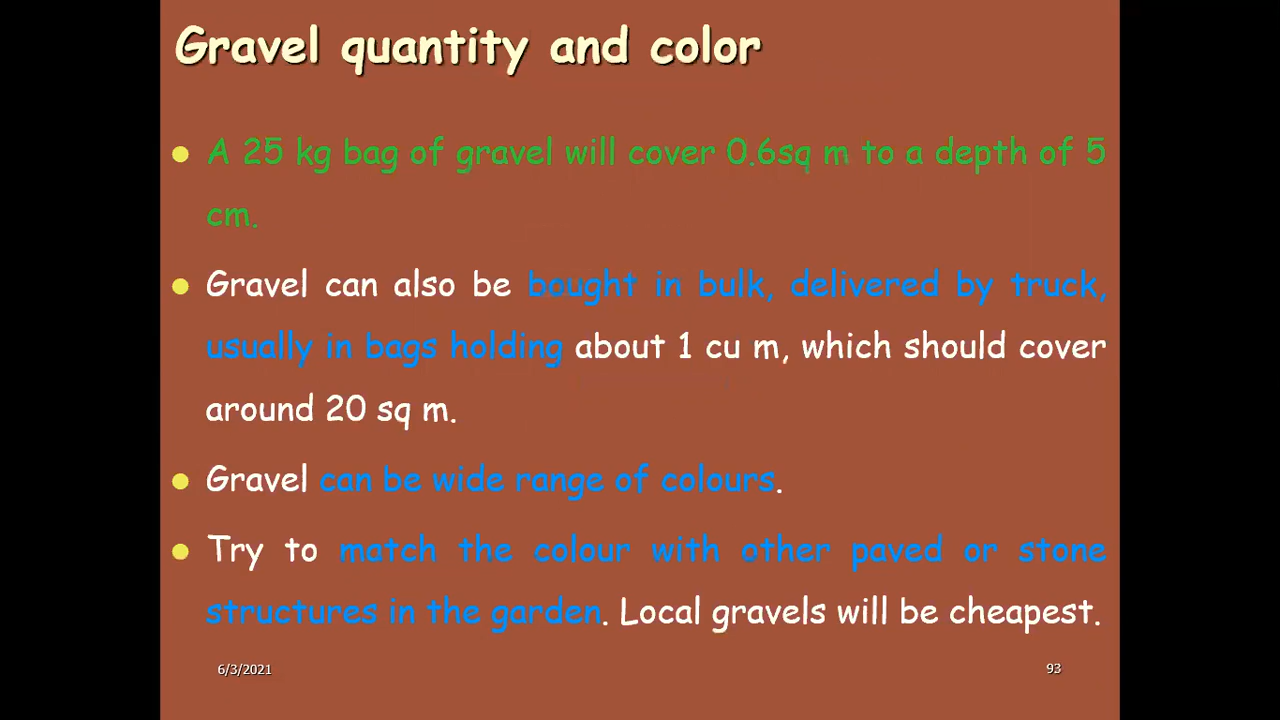 Gravel quantity and color
A 25 kg bag of gravel will cover 0.6sq m to a depth of 5
cm.
Gravel can also be bought in bulk, delivered by truck,
usually in bags holding about 1 cu m, which should cover
around 20 sq m.
Gravel can be wide range of colours.
Try to match the colour with other paved or stone
structures in the garden. Local gravels will be cheapest.
6/3/2021
93